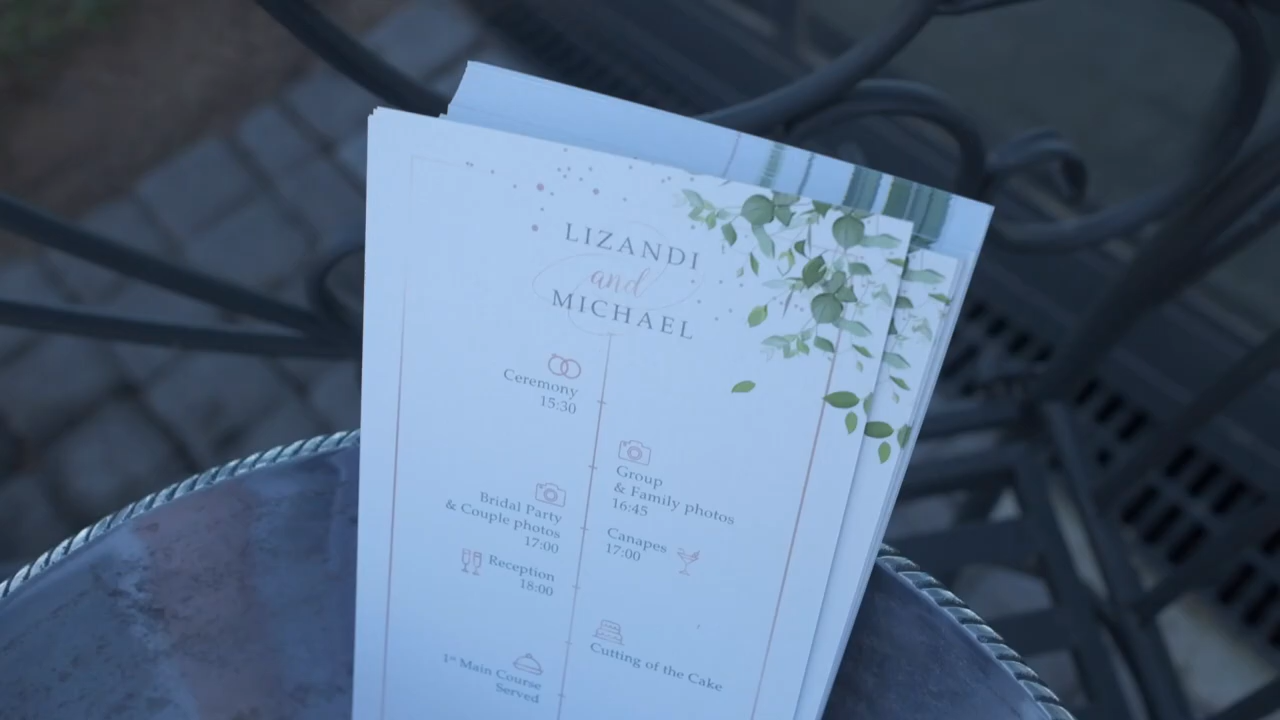 LIZANDI
and
MICHAEL
Ceremony
15:30
Group
& Family photos
16:45
Bridal Party
& Couple photos
17:00
Canapes
17:00
Reception
18:00
Cutting of the Cake
1st Main Course
Served